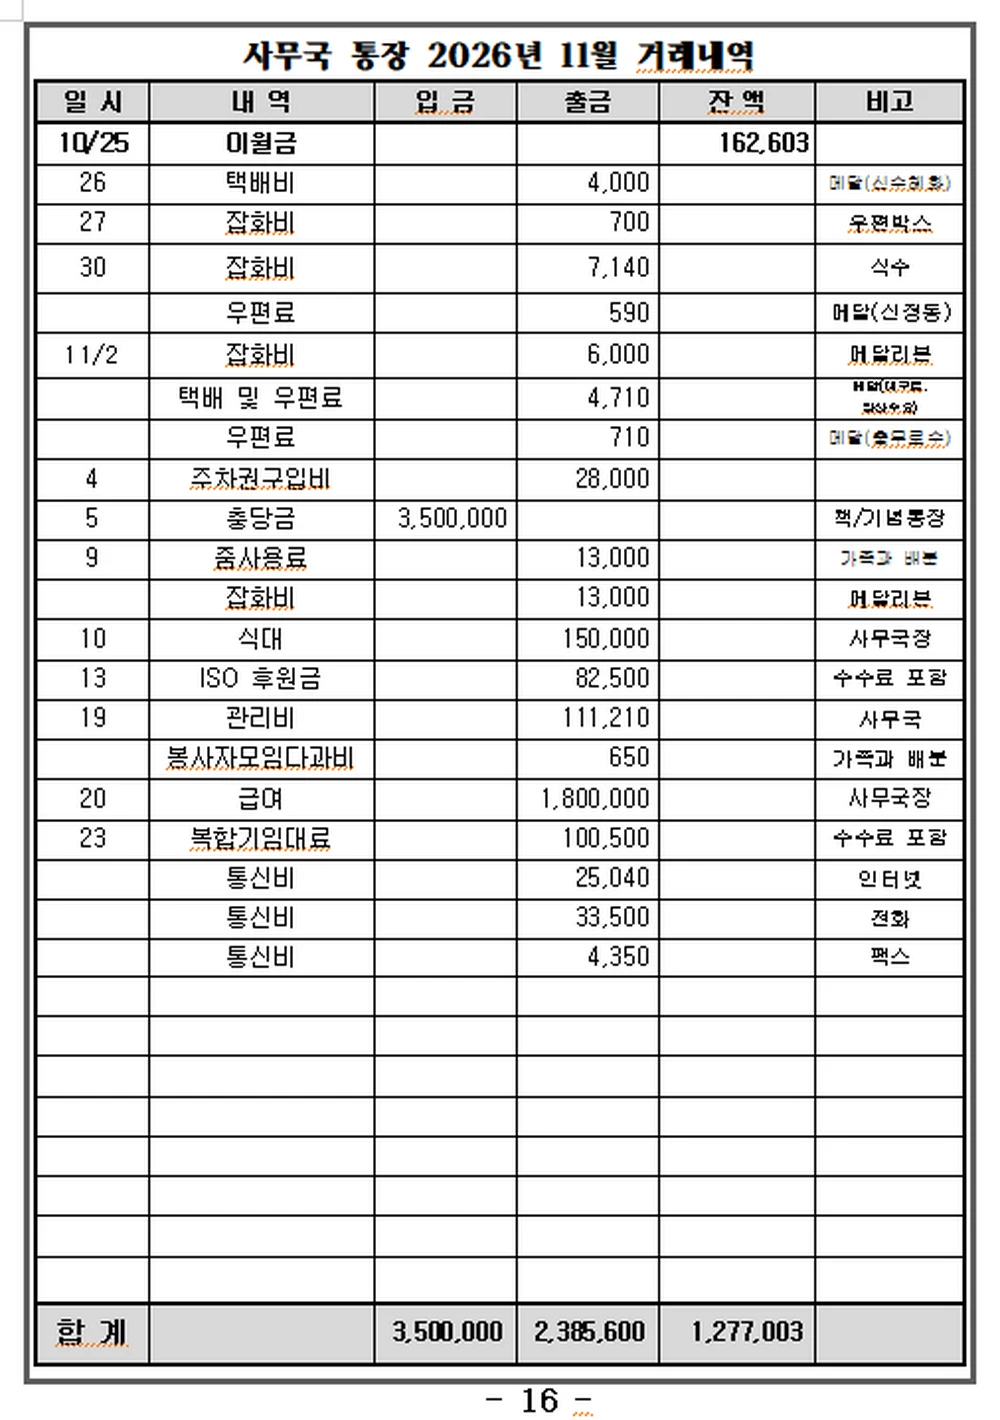 사무국 통장 2026년 11월 거래내역
일 시 내 역 입 금 출금 잔 액 비고
10/25 이월금 162,603
26 택배비 4,000 메달(신수혜화)
27 잡화비 700 우편박스
30 잡화비 7,140 식수
우편료 590 메달(신정동)
11/2 잡화비 6,000 메달리본
택배 및 우편료 4,710
우편료 710 메달(충무로수)
4 주차권구입비 28,000
5 충당금 3,500,000 책/기념통장
9 줌사용료 13,000 가족과 배분
잡화비 13,000 메달리본
10 식대 150,000 사무국장
13 ISO 후원금 82,500 수수료 포함
19 관리비 111,210 사무국
봉사자모임다과비 650 가족과 배분
20 급여 1,800,000 사무국장
23 복합기임대료 100,500 수수료 포함
통신비 25,040 인터넷
통신비 33,500 전화
통신비 4,350 팩스
합 계 3,500,000 2,385,600 1,277,003
- 16 -